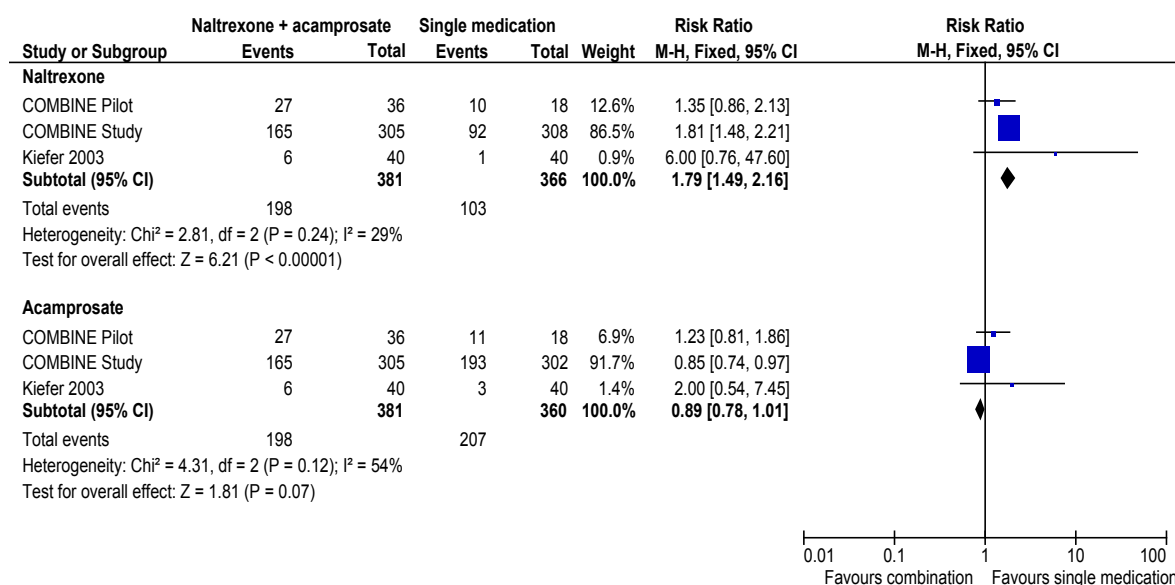 Naltrexone + acamprosate Single medication Risk Ratio Risk Ratio
Study or Subgroup Events Total Events Total Weight M-H, Fixed, 95% CI M-H, Fixed, 95% CI
Naltrexone
COMBINE Pilot 27 36 10 18 12.6% 1.35 [0.86, 2.13]
COMBINE Study 165 305 92 308 86.5% 1.81 [1.48, 2.21]
Kiefer 2003 6 40 1 40 0.9% 6.00 [0.76, 47.60]
Subtotal (95% CI) 381 366 100.0% 1.79 [1.49, 2.16]
Total events 198 103
Heterogeneity: Chi² = 2.81, df = 2 (P = 0.24); I² = 29%
Test for overall effect: Z = 6.21 (P < 0.00001)
Acamprosate
COMBINE Pilot 27 36 11 18 6.9% 1.23 [0.81, 1.86]
COMBINE Study 165 305 193 302 91.7% 0.85 [0.74, 0.97]
Kiefer 2003 6 40 3 40 1.4% 2.00 [0.54, 7.45]
Subtotal (95% CI) 381 360 100.0% 0.89 [0.78, 1.01]
Total events 198 207
Heterogeneity: Chi² = 4.31, df = 2 (P = 0.12); I² = 54%
Test for overall effect: Z = 1.81 (P = 0.07)
0.01 0.1 1 10 100
Favours combination Favours single medication